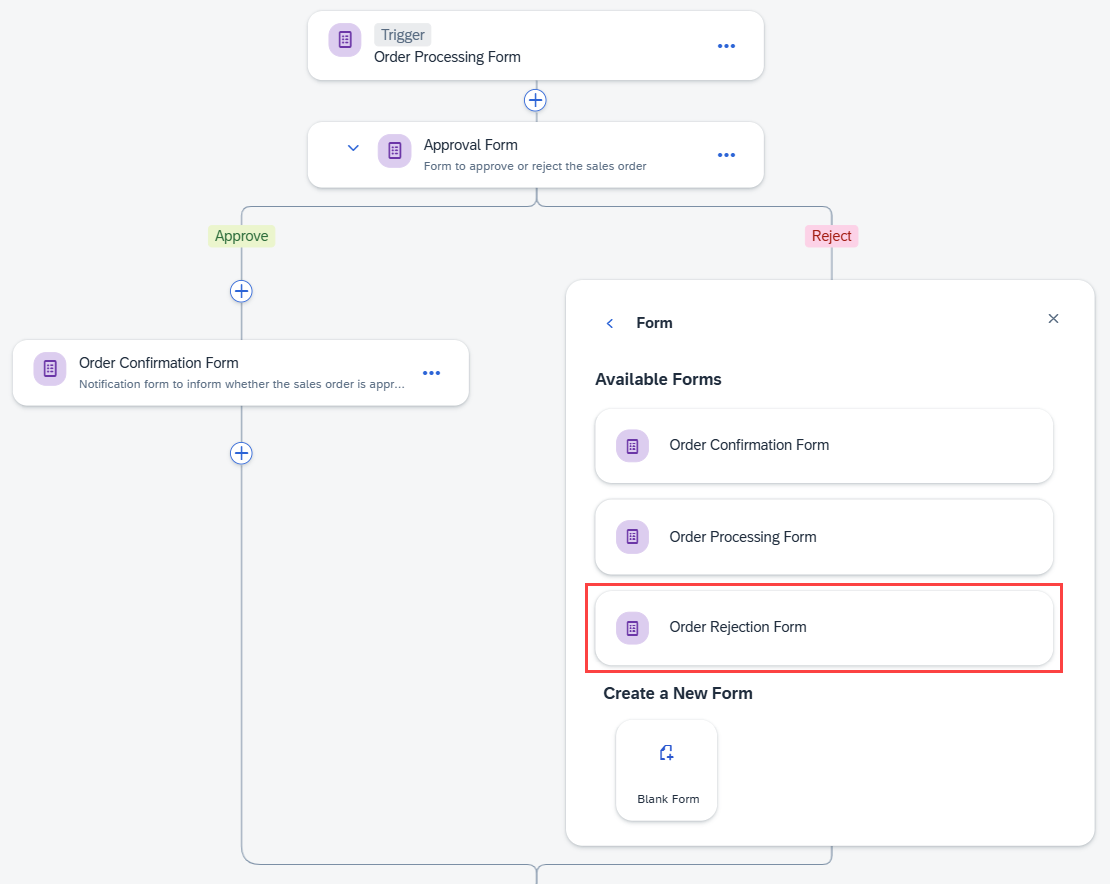 Trigger
Order Processing Form
Approval Form
Form to approve or reject the sales order
Approve
Reject
Order Confirmation Form
Notification form to inform whether the sales order is appr...
Form
Available Forms
Order Confirmation Form
Order Processing Form
Order Rejection Form
Create a New Form
Blank Form